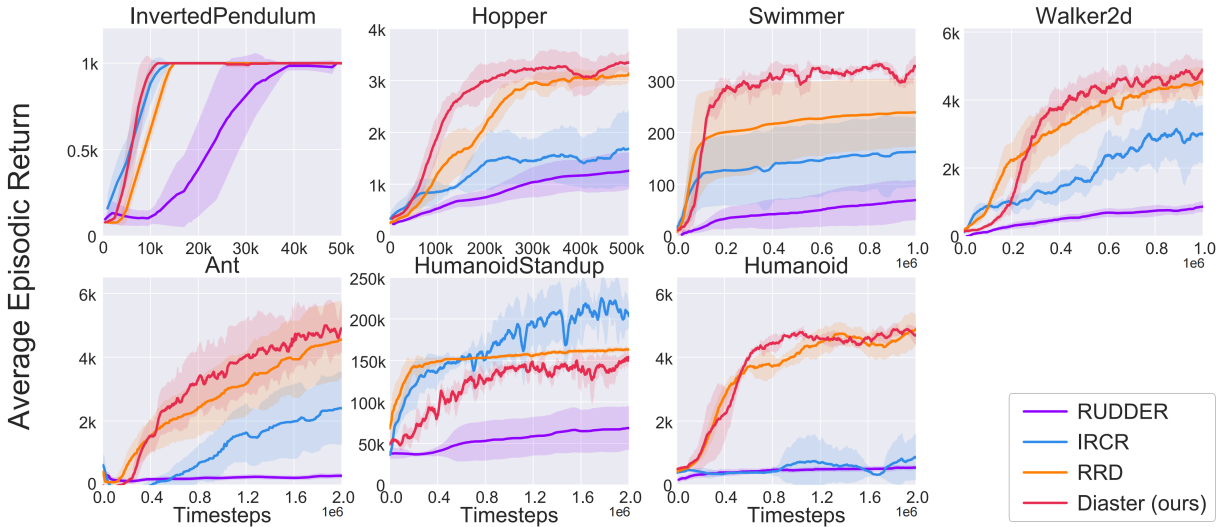 InvertedPendulum
Hopper
Swimmer
Walker2d
Average Episodic Return
1k
0.5k
0
0 10k 20k 30k 40k 50k
4k
3k
2k
1k
0
0 100k 200k 300k 400k 500k
300
200
100
0
0.0 0.2 0.4 0.6 0.8 1.0
1e6
6k
4k
2k
0
0.0 0.2 0.4 0.6 0.8 1.0
1e6
Ant
HumanoidStandup
Humanoid
6k
4k
2k
0
0.0 0.4 0.8 1.2 1.6 2.0
1e6
Timesteps
250k
200k
150k
100k
50k
0
0.0 0.4 0.8 1.2 1.6 2.0
1e6
Timesteps
6k
4k
2k
0
0.0 0.4 0.8 1.2 1.6 2.0
1e6
Timesteps
RUDDER
IRCR
RRD
Diaster (ours)